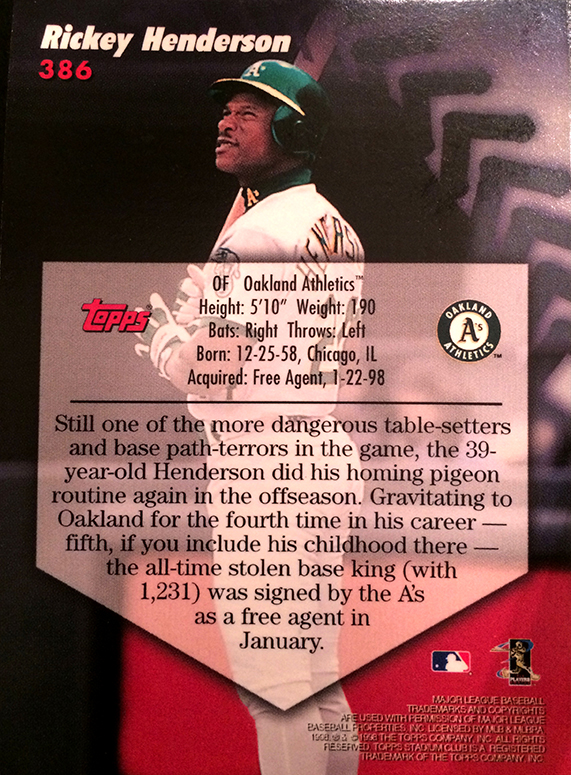 Rickey Henderson
386
A's
HENDERS
OF Oakland Athletics™
Height: 5'10" Weight: 190
Bats: Right Throws: Left
Born: 12-25-58, Chicago, IL
Acquired: Free Agent, 1-22-98
Topps®
OAKLAND
A's
ATHLETICS™
Still one of the more dangerous table-setters
and base path-terrors in the game, the 39-
year-old Henderson did his homing pigeon
routine again in the offseason. Gravitating to
Oakland for the fourth time in his career —
fifth, if you include his childhood there —
the all-time stolen base king (with
1,231) was signed by the A's
as a free agent in
January.
PLAYERS
MAJOR LEAGUE BASEBALL
TRADEMARKS AND COPYRIGHTS
ARE USED WITH PERMISSION OF MAJOR LEAGUE
BASEBALL PROPERTIES, INC. LICENSED BY MLB & MLBPA
1998. ® & © 1998 THE TOPPS COMPANY, INC. ALL RIGHTS
RESERVED. TOPPS STADIUM CLUB IS A REGISTERED
TRADEMARK OF THE TOPPS COMPANY, INC.